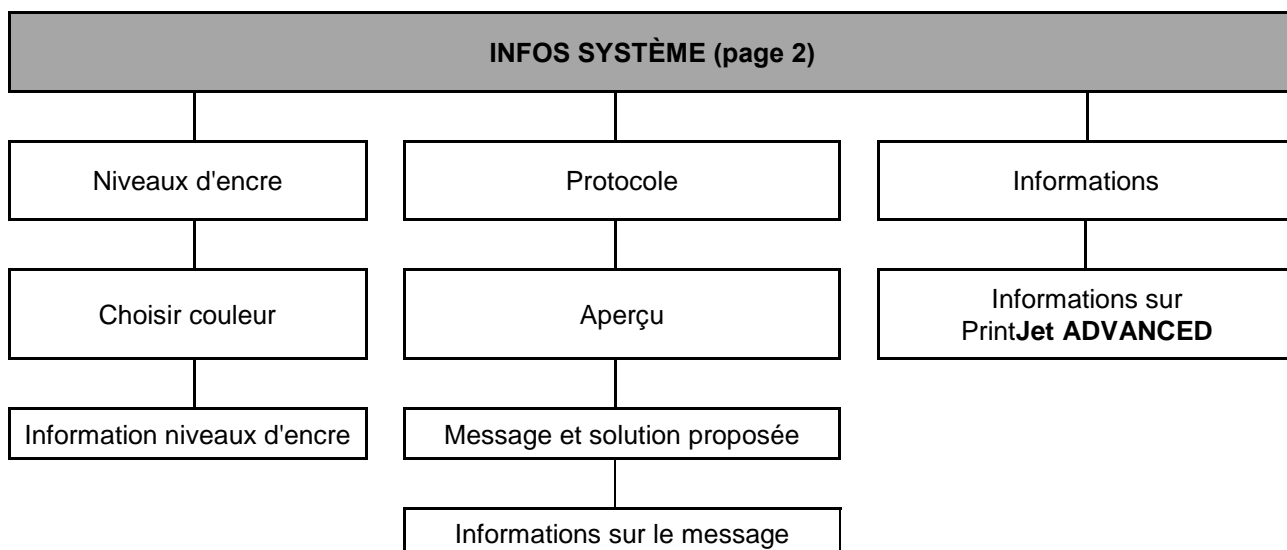 INFOS SYSTÈME (page 2)
Niveaux d'encre
Protocole
Informations
Choisir couleur
Aperçu
Informations sur
PrintJet ADVANCED
Information niveaux d'encre
Message et solution proposée
Informations sur le message